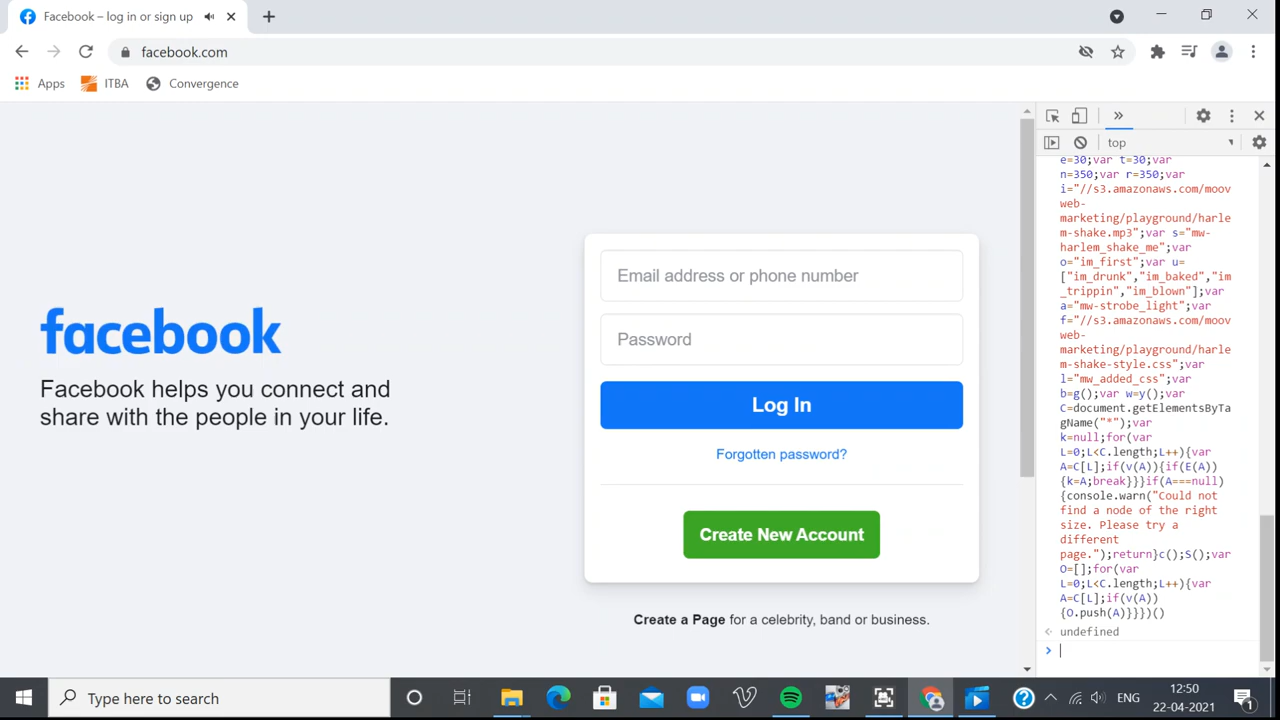 Facebook – log in or sign up
facebook.com
Apps
ITBA
Convergence
top
e=30;var t=30;var
n=350;var r=350;var
i="//s3.amazonaws.com/moov
web-
marketing/playground/harle
m-shake.mp3";var s="mw-
harlem_shake_me";var
o="im_first";var u=
["im_drunk","im_baked","im
_trippin","im_blown"];var
a="mw-strobe_light";var
f="//s3.amazonaws.com/moov
web-
marketing/playground/harle
m-shake-style.css";var
l="mw_added_css";var
b=g();var w=y();var
C=document.getElementsByTa
gName("*");var
k=null;for(var
L=0;L<C.length;L++){var
A=C[L];if(v(A)){if(E(A))
{k=A;break}}}if(A===null)
{console.warn("Could not
find a node of the right
size. Please try a
different
page.");return}c();S();var
O=[];for(var
L=0;L<C.length;L++){var
A=C[L];if(v(A))
{O.push(A)}}})()
undefined
facebook
Facebook helps you connect and
share with the people in your life.
Email address or phone number
Password
Log In
Forgotten password?
Create New Account
Create a Page for a celebrity, band or business.
Type here to search
ENG
12:50
22-04-2021
1